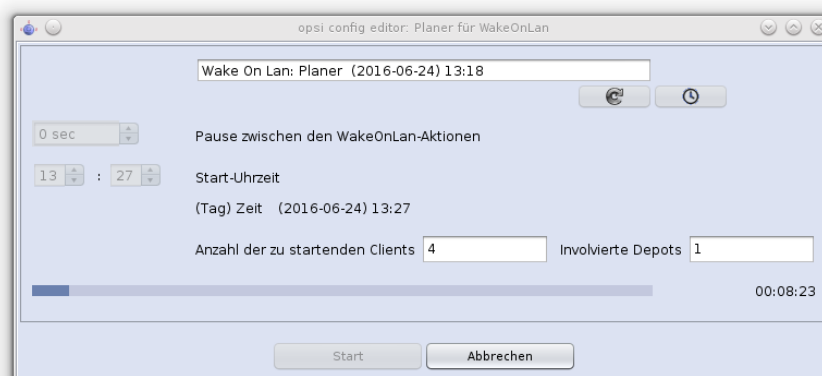 opsi config editor: Planer für WakeOnLan
Wake On Lan: Planer (2016-06-24) 13:18
0 sec
Pause zwischen den WakeOnLan-Aktionen
13 : 27
Start-Uhrzeit
(Tag) Zeit (2016-06-24) 13:27
Anzahl der zu startenden Clients 4 Involvierte Depots 1
00:08:23
Start Abbrechen